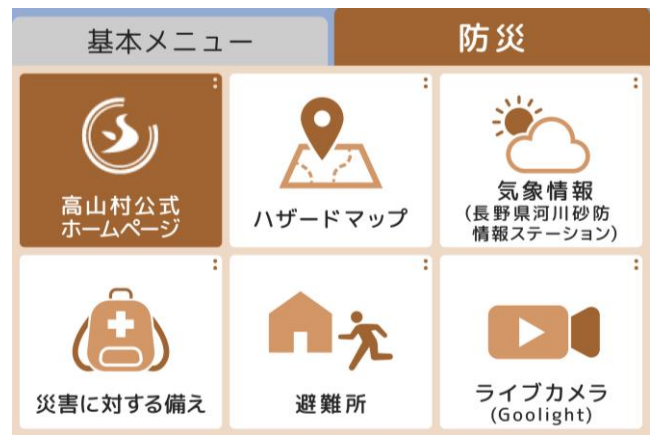 基本メニュー
防災
高山村公式
ホームページ
ハザードマップ
気象情報
(長野県河川砂防
情報ステーション)
災害に対する備え
避難所
ライブカメラ
(Goolight)